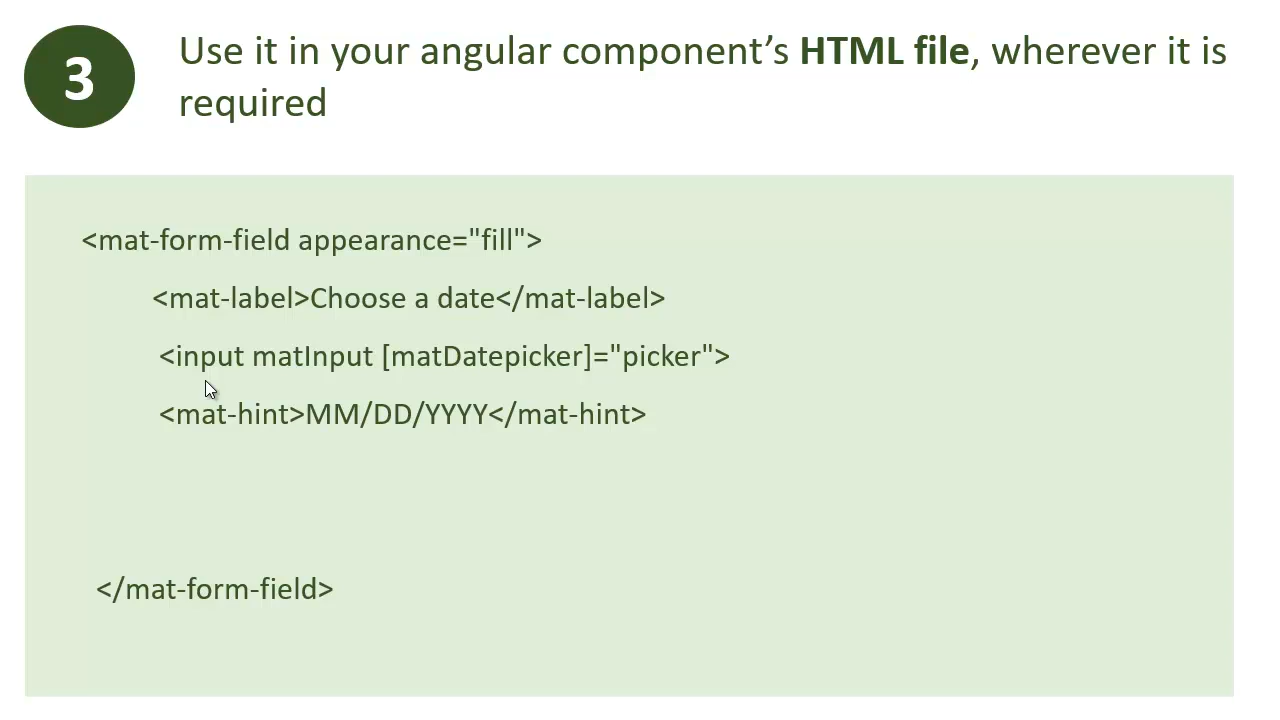 3
Use it in your angular component’s HTML file, wherever it is
required
<mat-form-field appearance="fill">
<mat-label>Choose a date</mat-label>
<input matInput [matDatepicker]="picker">
<mat-hint>MM/DD/YYYY</mat-hint>
</mat-form-field>